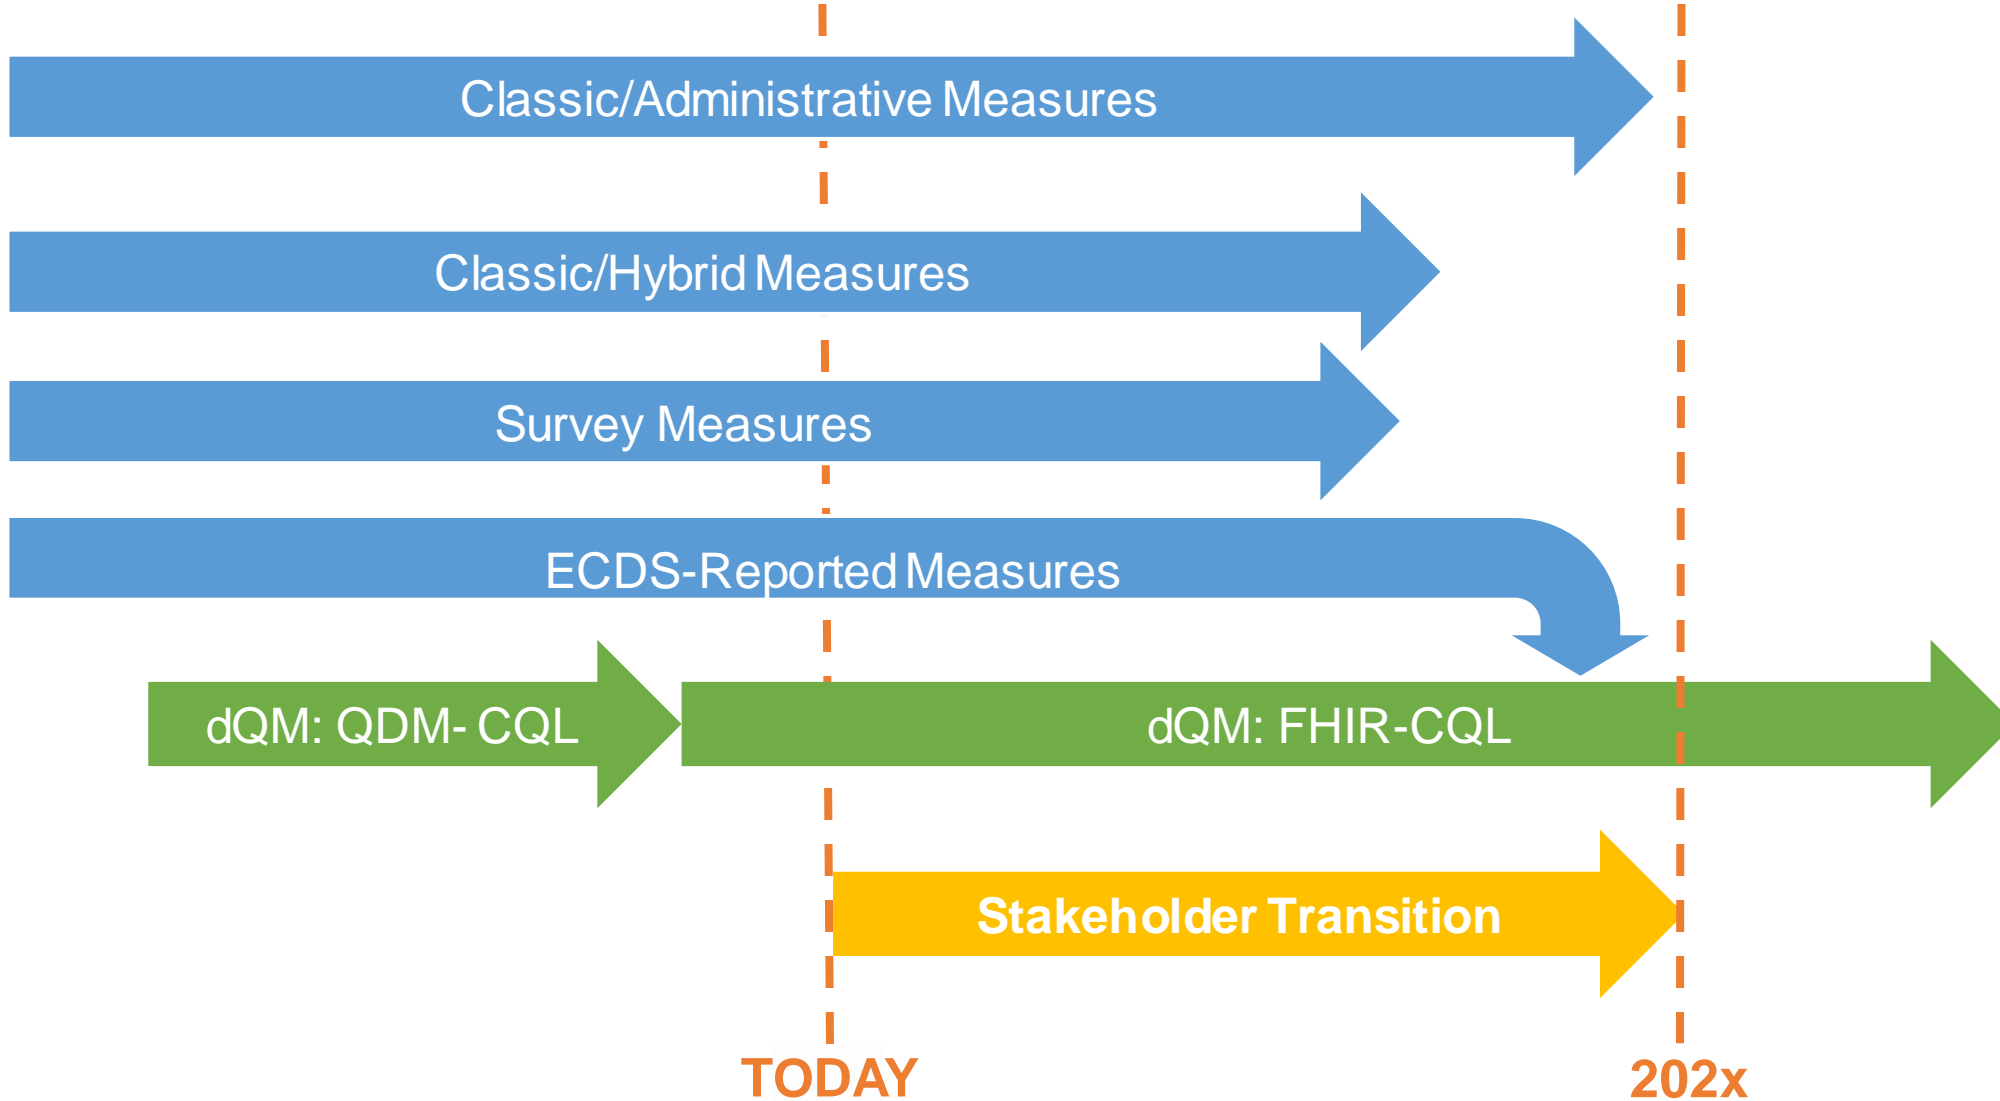 Classic/Administrative Measures
Classic/Hybrid Measures
Survey Measures
ECDS-Reported Measures
dQM: QDM- CQL
dQM: FHIR-CQL
Stakeholder Transition
TODAY
202x